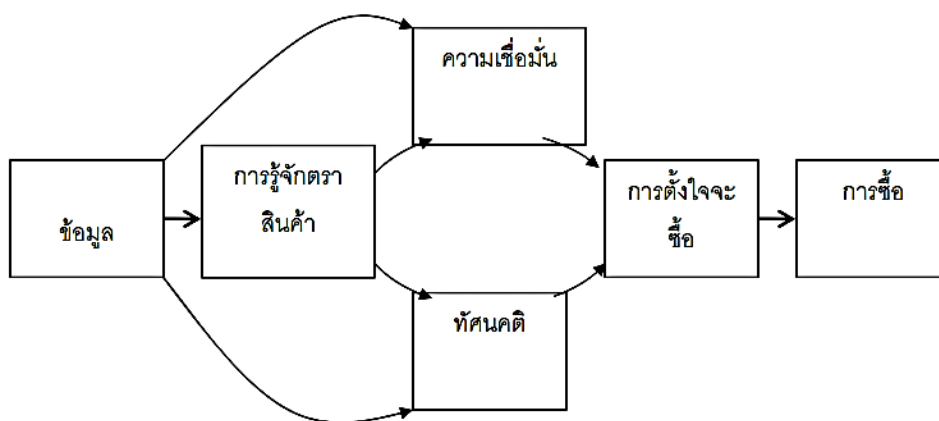 ข้อมูล
การรู้จักตรา
สินค้า
ความเชื่อมั่น
ทัศนคติ
การตั้งใจจะ
ซื้อ
การซื้อ